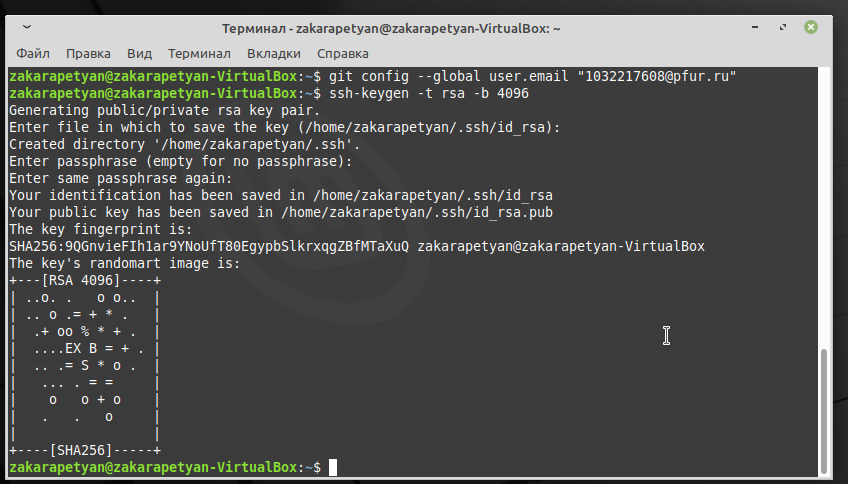 Терминал - zakarapetyan@zakarapetyan-VirtualBox: ~
Файл Правка Вид Терминал Вкладки Справка
zakarapetyan@zakarapetyan-VirtualBox:~$ git config --global user.email "1032217608@pfur.ru"
zakarapetyan@zakarapetyan-VirtualBox:~$ ssh-keygen -t rsa -b 4096
Generating public/private rsa key pair.
Enter file in which to save the key (/home/zakarapetyan/.ssh/id_rsa):
Created directory '/home/zakarapetyan/.ssh'.
Enter passphrase (empty for no passphrase):
Enter same passphrase again:
Your identification has been saved in /home/zakarapetyan/.ssh/id_rsa
Your public key has been saved in /home/zakarapetyan/.ssh/id_rsa.pub
The key fingerprint is:
SHA256:9QGnvieFIh1ar9YNoUfT80EgypbSlkrxqgZBfMTaXuQ zakarapetyan@zakarapetyan-VirtualBox
The key's randomart image is:
+---[RSA 4096]----+
| ..o. .   o o..  |
| .. o .= + * .   |
|  .+ oo % * + .  |
|  ....EX B = + . |
|  .. .= S * o .  |
|   ... . = =     |
|    o   o + o    |
|   .   .   o     |
|                 |
+----[SHA256]-----+
zakarapetyan@zakarapetyan-VirtualBox:~$